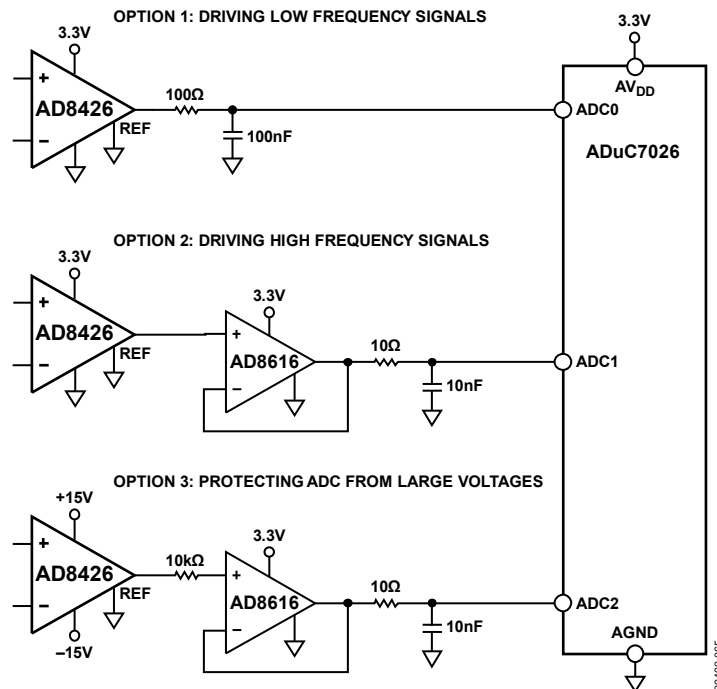 OPTION 1: DRIVING LOW FREQUENCY SIGNALS
3.3V
+
AD8426
−
REF
100Ω
100nF
3.3V
AVDD
ADC0
ADuC7026
OPTION 2: DRIVING HIGH FREQUENCY SIGNALS
3.3V
+
AD8426
−
REF
3.3V
+
AD8616
−
10Ω
10nF
ADC1
OPTION 3: PROTECTING ADC FROM LARGE VOLTAGES
+15V
+
AD8426
−
REF
−15V
10kΩ
3.3V
+
AD8616
−
10Ω
10nF
ADC2
AGND